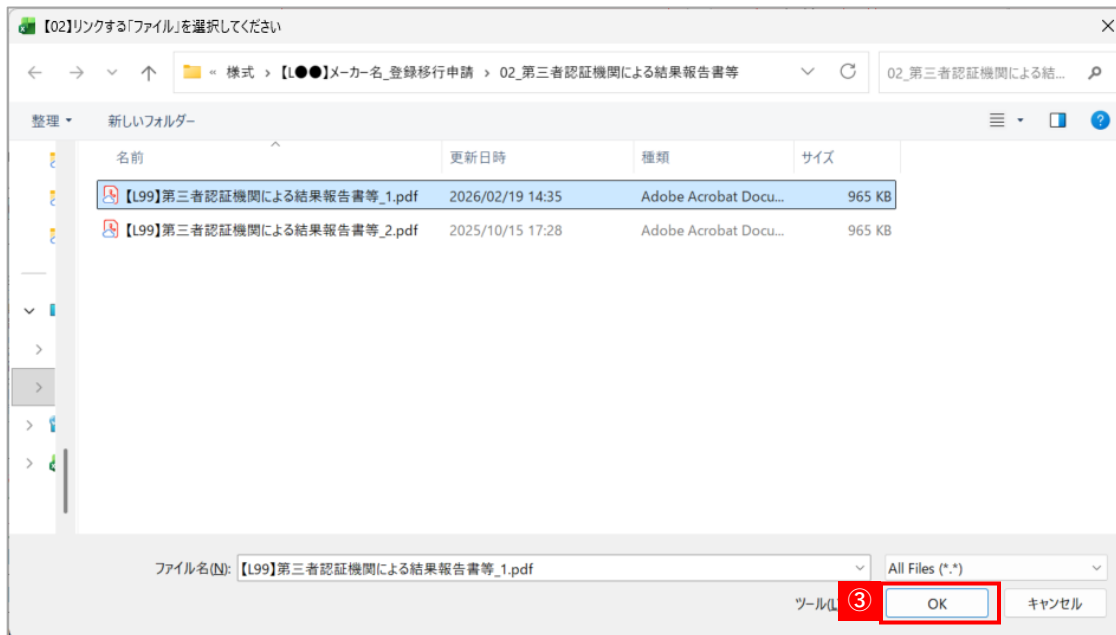 【02】リンクする「ファイル」を選択してください
« 様式 › 【L●●】メーカー名_登録移行申請 › 02_第三者認証機関による結果報告書等
02_第三者認証機関による結...
整理 新しいフォルダー
名前 更新日時 種類 サイズ
【L99】第三者認証機関による結果報告書等_1.pdf 2026/02/19 14:35 Adobe Acrobat Docu... 965 KB
【L99】第三者認証機関による結果報告書等_2.pdf 2025/10/15 17:28 Adobe Acrobat Docu... 965 KB
ファイル名(N): 【L99】第三者認証機関による結果報告書等_1.pdf All Files (*.*)
ツール(L ③ OK キャンセル